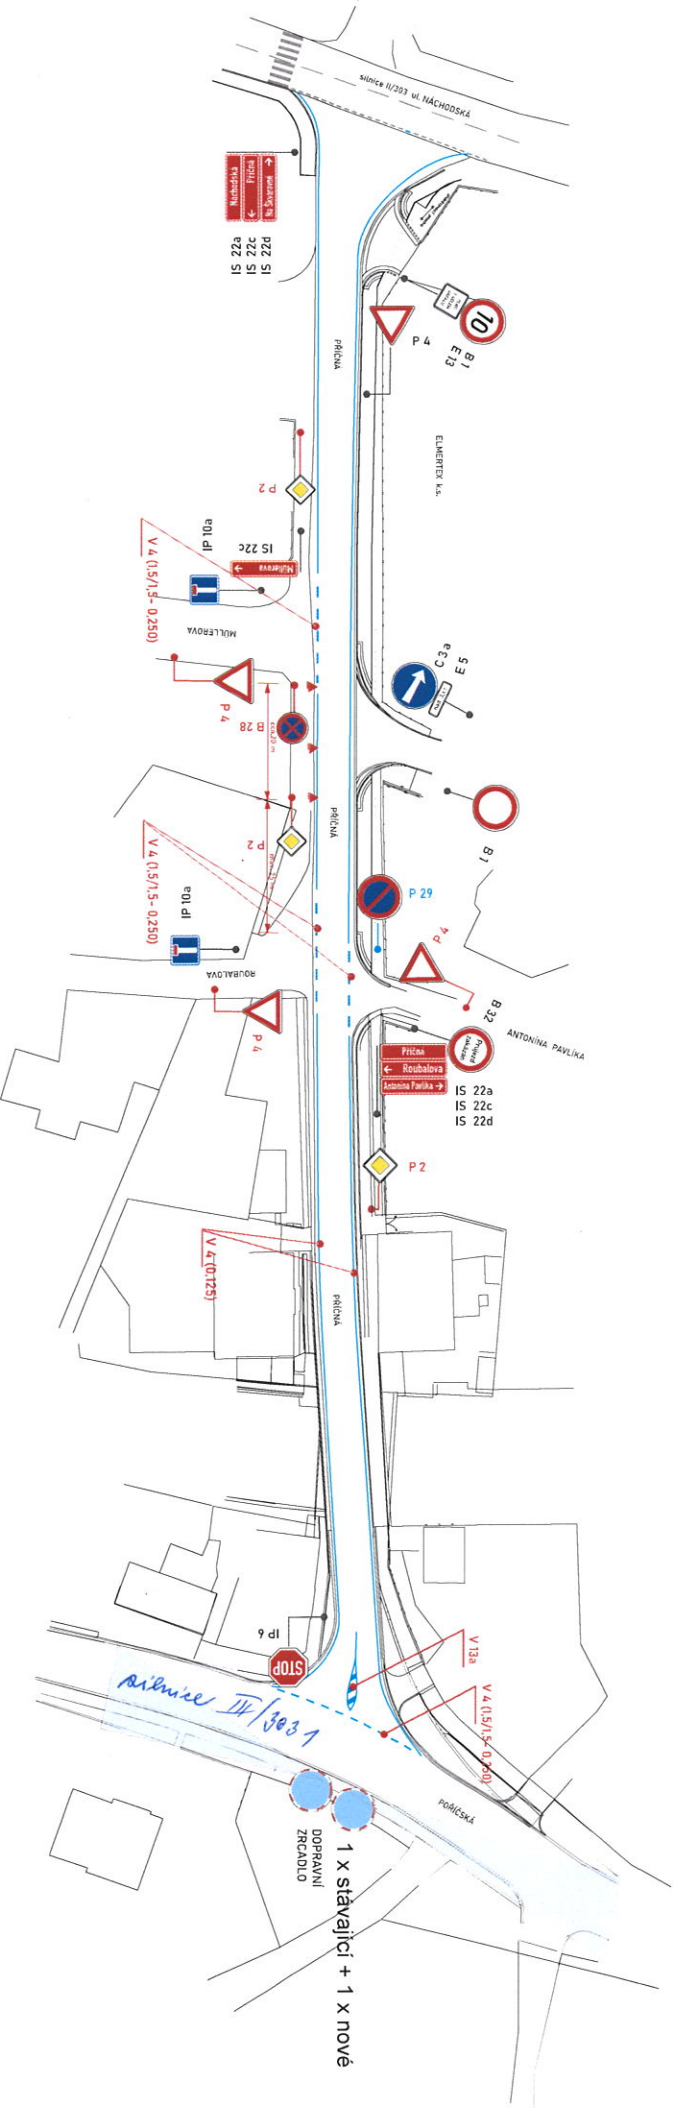 silnice II/303 ul. NÁCHODSKÁ
Náchodská
← Příčná
Na Skvarovně →
IS 22a
IS 22c
IS 22d
10
B 1
E 13
P 4
PŘÍČNÁ
ELMERTEX k.s.
P 2
IS 22c
Müllerova
IP 10a
V 4 (1,5/1,5- 0,250)
MÜLLEROVA
P 4
B 28
20 m
C 3a
E 5
B 1
PŘÍČNÁ
P 2
V 4 (1,5/1,5- 0,250)
IP 10a
ROUBALOVA
P 4
P 29
P 4
B 32
Průjezd
zakázán
ANTONÍNA PAVLÍKA
Příčná
← Roubalova
Antonína Pavlíka →
IS 22a
IS 22c
IS 22d
P 2
V 4 (0,125)
PŘÍČNÁ
IP 6
STOP
V 13a
V 4 (1,5/1,5- 0,250)
silnice III/3031
POŘÍČSKÁ
DOPRAVNÍ
ZRCADLO
1 x stávající + 1 x nové